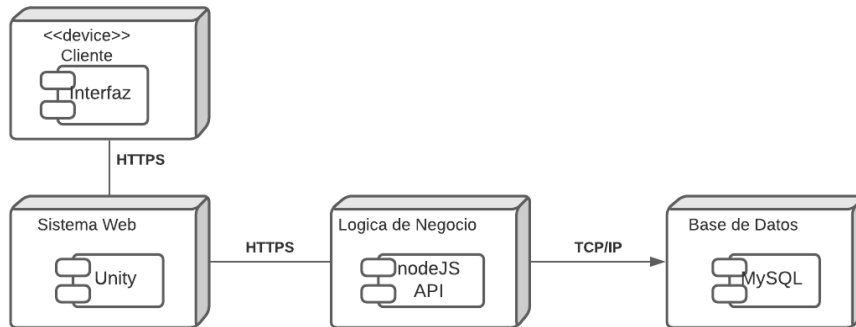 <<device>>
Cliente
Interfaz
HTTPS
Sistema Web
Unity
HTTPS
Logica de Negocio
nodeJS
API
TCP/IP
Base de Datos
MySQL